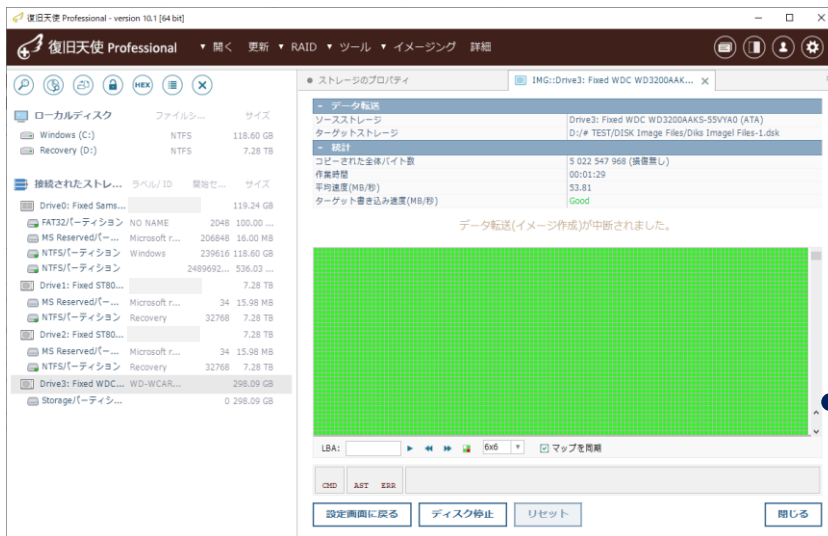 復旧天使 Professional - version 10.1 [64 bit]
復旧天使 Professional ▼ 開く 更新 ▼ RAID ▼ ツール ▼ イメージング 詳細
HEX
● ストレージのプロパティ
IMG::Drive3: Fixed WDC WD3200AAK... ×
ローカルディスク ファイルシ... サイズ
Windows (C:) NTFS 118.60 GB
Recovery (D:) NTFS 7.28 TB
接続されたストレ... ラベル/ ID 開始セ... サイズ
Drive0: Fixed Sams... 119.24 GB
FAT32パーティション NO NAME 2048 100.00 ...
MS Reservedパー... Microsoft r... 206848 16.00 MB
NTFSパーティション Windows 239616 118.60 GB
NTFSパーティション 2489692... 536.03 ...
Drive1: Fixed ST80... 7.28 TB
MS Reservedパー... Microsoft r... 34 15.98 MB
NTFSパーティション Recovery 32768 7.28 TB
Drive2: Fixed ST80... 7.28 TB
MS Reservedパー... Microsoft r... 34 15.98 MB
NTFSパーティション Recovery 32768 7.28 TB
Drive3: Fixed WDC... WD-WCAR... 298.09 GB
Storageパーティシ... 0 298.09 GB
－ データ転送
ソースストレージ Drive3: Fixed WDC WD3200AAKS-55VYA0 (ATA)
ターゲットストレージ D:/# TEST/DISK Image Files/Diks Imagel Files-1.dsk
－ 統計
コピーされた全体バイト数 5 022 547 968 (損傷無し)
作業時間 00:01:29
平均速度(MB/秒) 53.81
ターゲット書き込み速度(MB/秒) Good
データ転送(イメージ作成)が中断されました。
LBA: 6x6 マップを同期
CMD AST ERR
設定画面に戻る ディスク停止 リセット 閉じる